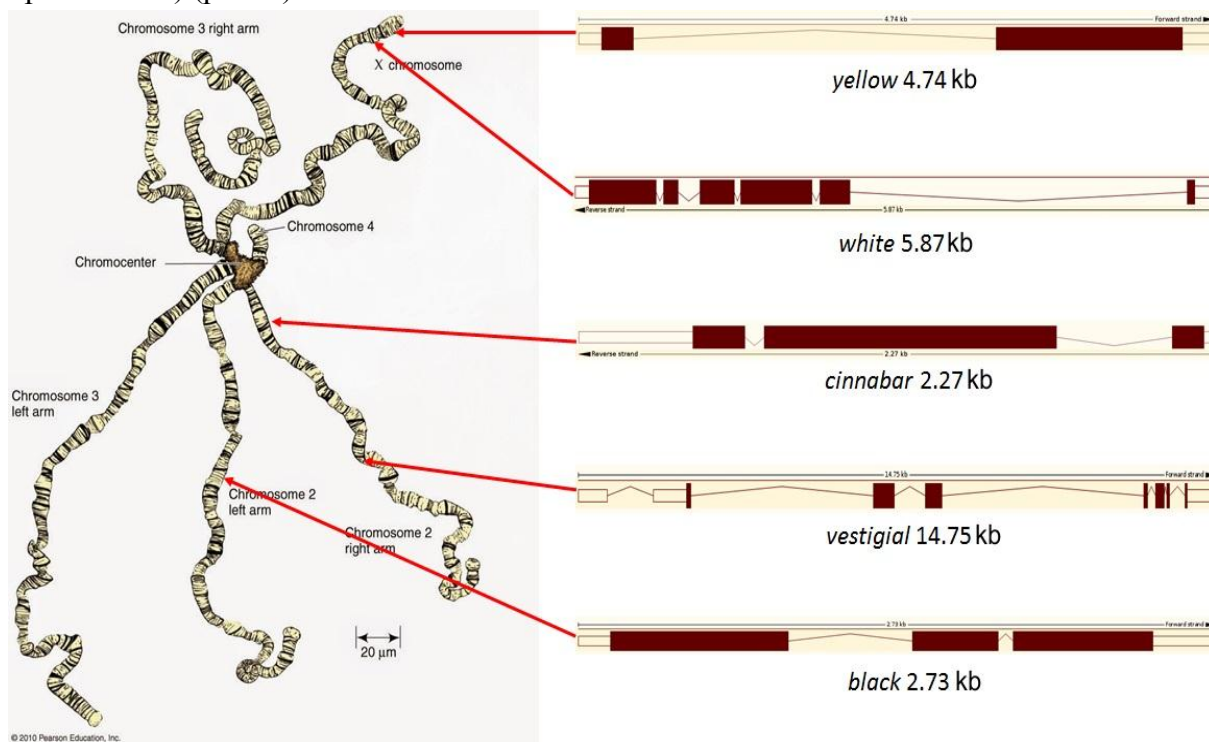 Chromosome 3 right arm
X chromosome
Chromosome 4
Chromocenter
Chromosome 3
left arm
Chromosome 2
left arm
Chromosome 2
right arm
20 μm
© 2010 Pearson Education, Inc.
4.74 kb
Forward strand
yellow 4.74 kb
Reverse strand
5.87 kb
white 5.87 kb
Reverse strend
2.27 kb
cinnabar 2.27 kb
14.75 kb
Forward strand
vestigial 14.75 kb
2.73 kb
Forward strand
black 2.73 kb